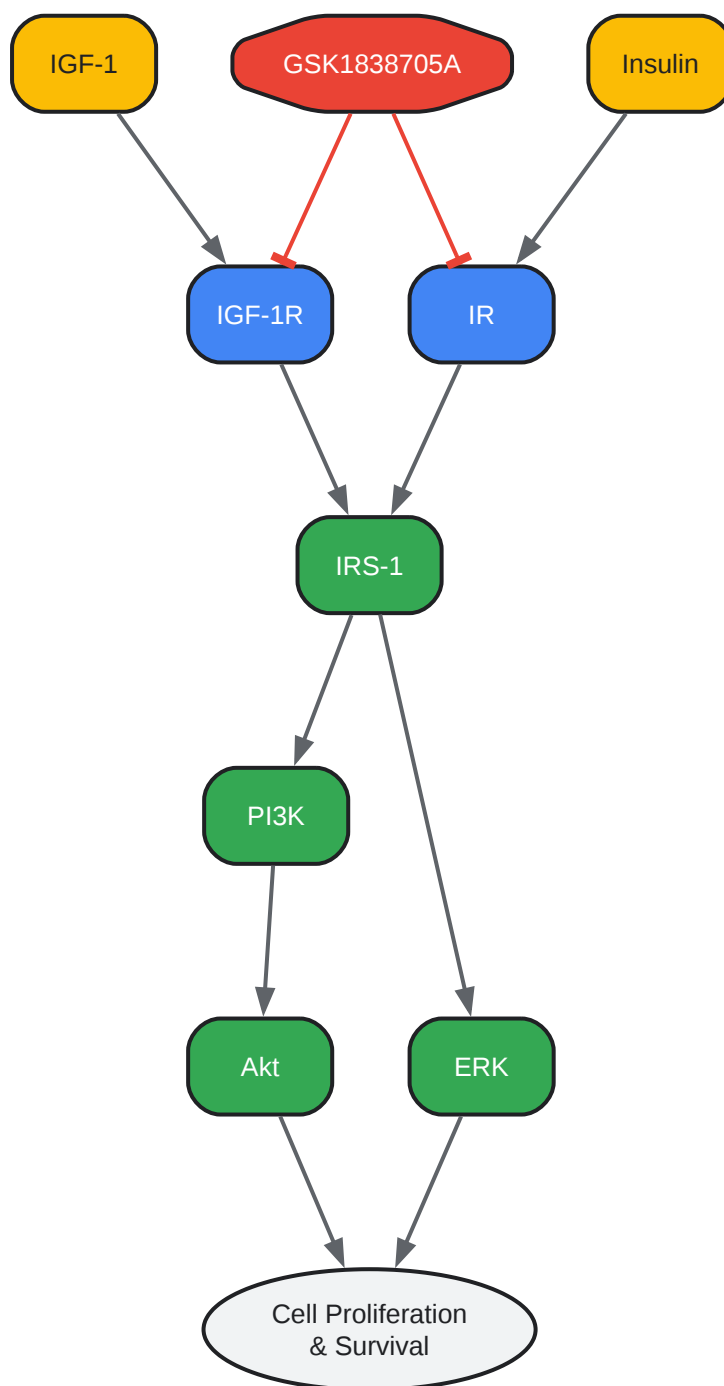 IGF-1
GSK1838705A
Insulin
IGF-1R
IR
IRS-1
PI3K
Akt
ERK
Cell Proliferation
& Survival